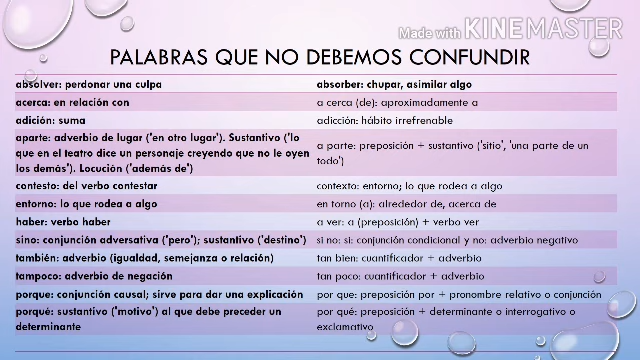 Made with KINEMASTER
PALABRAS QUE NO DEBEMOS CONFUNDIR
absolver: perdonar una culpa absorber: chupar, asimilar algo
acerca: en relación con a cerca (de): aproximadamente a
adición: suma adicción: hábito irrefrenable
aparte: adverbio de lugar ('en otro lugar'). Sustantivo ('lo
que en el teatro dice un personaje creyendo que no le oyen
los demás'). Locución ('además de')
a parte: preposición + sustantivo ('sitio', 'una parte de un
todo')
contesto: del verbo contestar contexto: entorno; lo que rodea a algo
entorno: lo que rodea a algo en torno (a): alrededor de, acerca de
haber: verbo haber a ver: a (preposición) + verbo ver
sino: conjunción adversativa ('pero'); sustantivo ('destino') si no: si: conjunción condicional y no: adverbio negativo
también: adverbio (igualdad, semejanza o relación) tan bien: cuantificador + adverbio
tampoco: adverbio de negación tan poco: cuantificador + adverbio
porque: conjunción causal; sirve para dar una explicación por que: preposición por + pronombre relativo o conjunción
porqué: sustantivo ('motivo') al que debe preceder un
determinante
por qué: preposición + determinante o interrogativo o
exclamativo